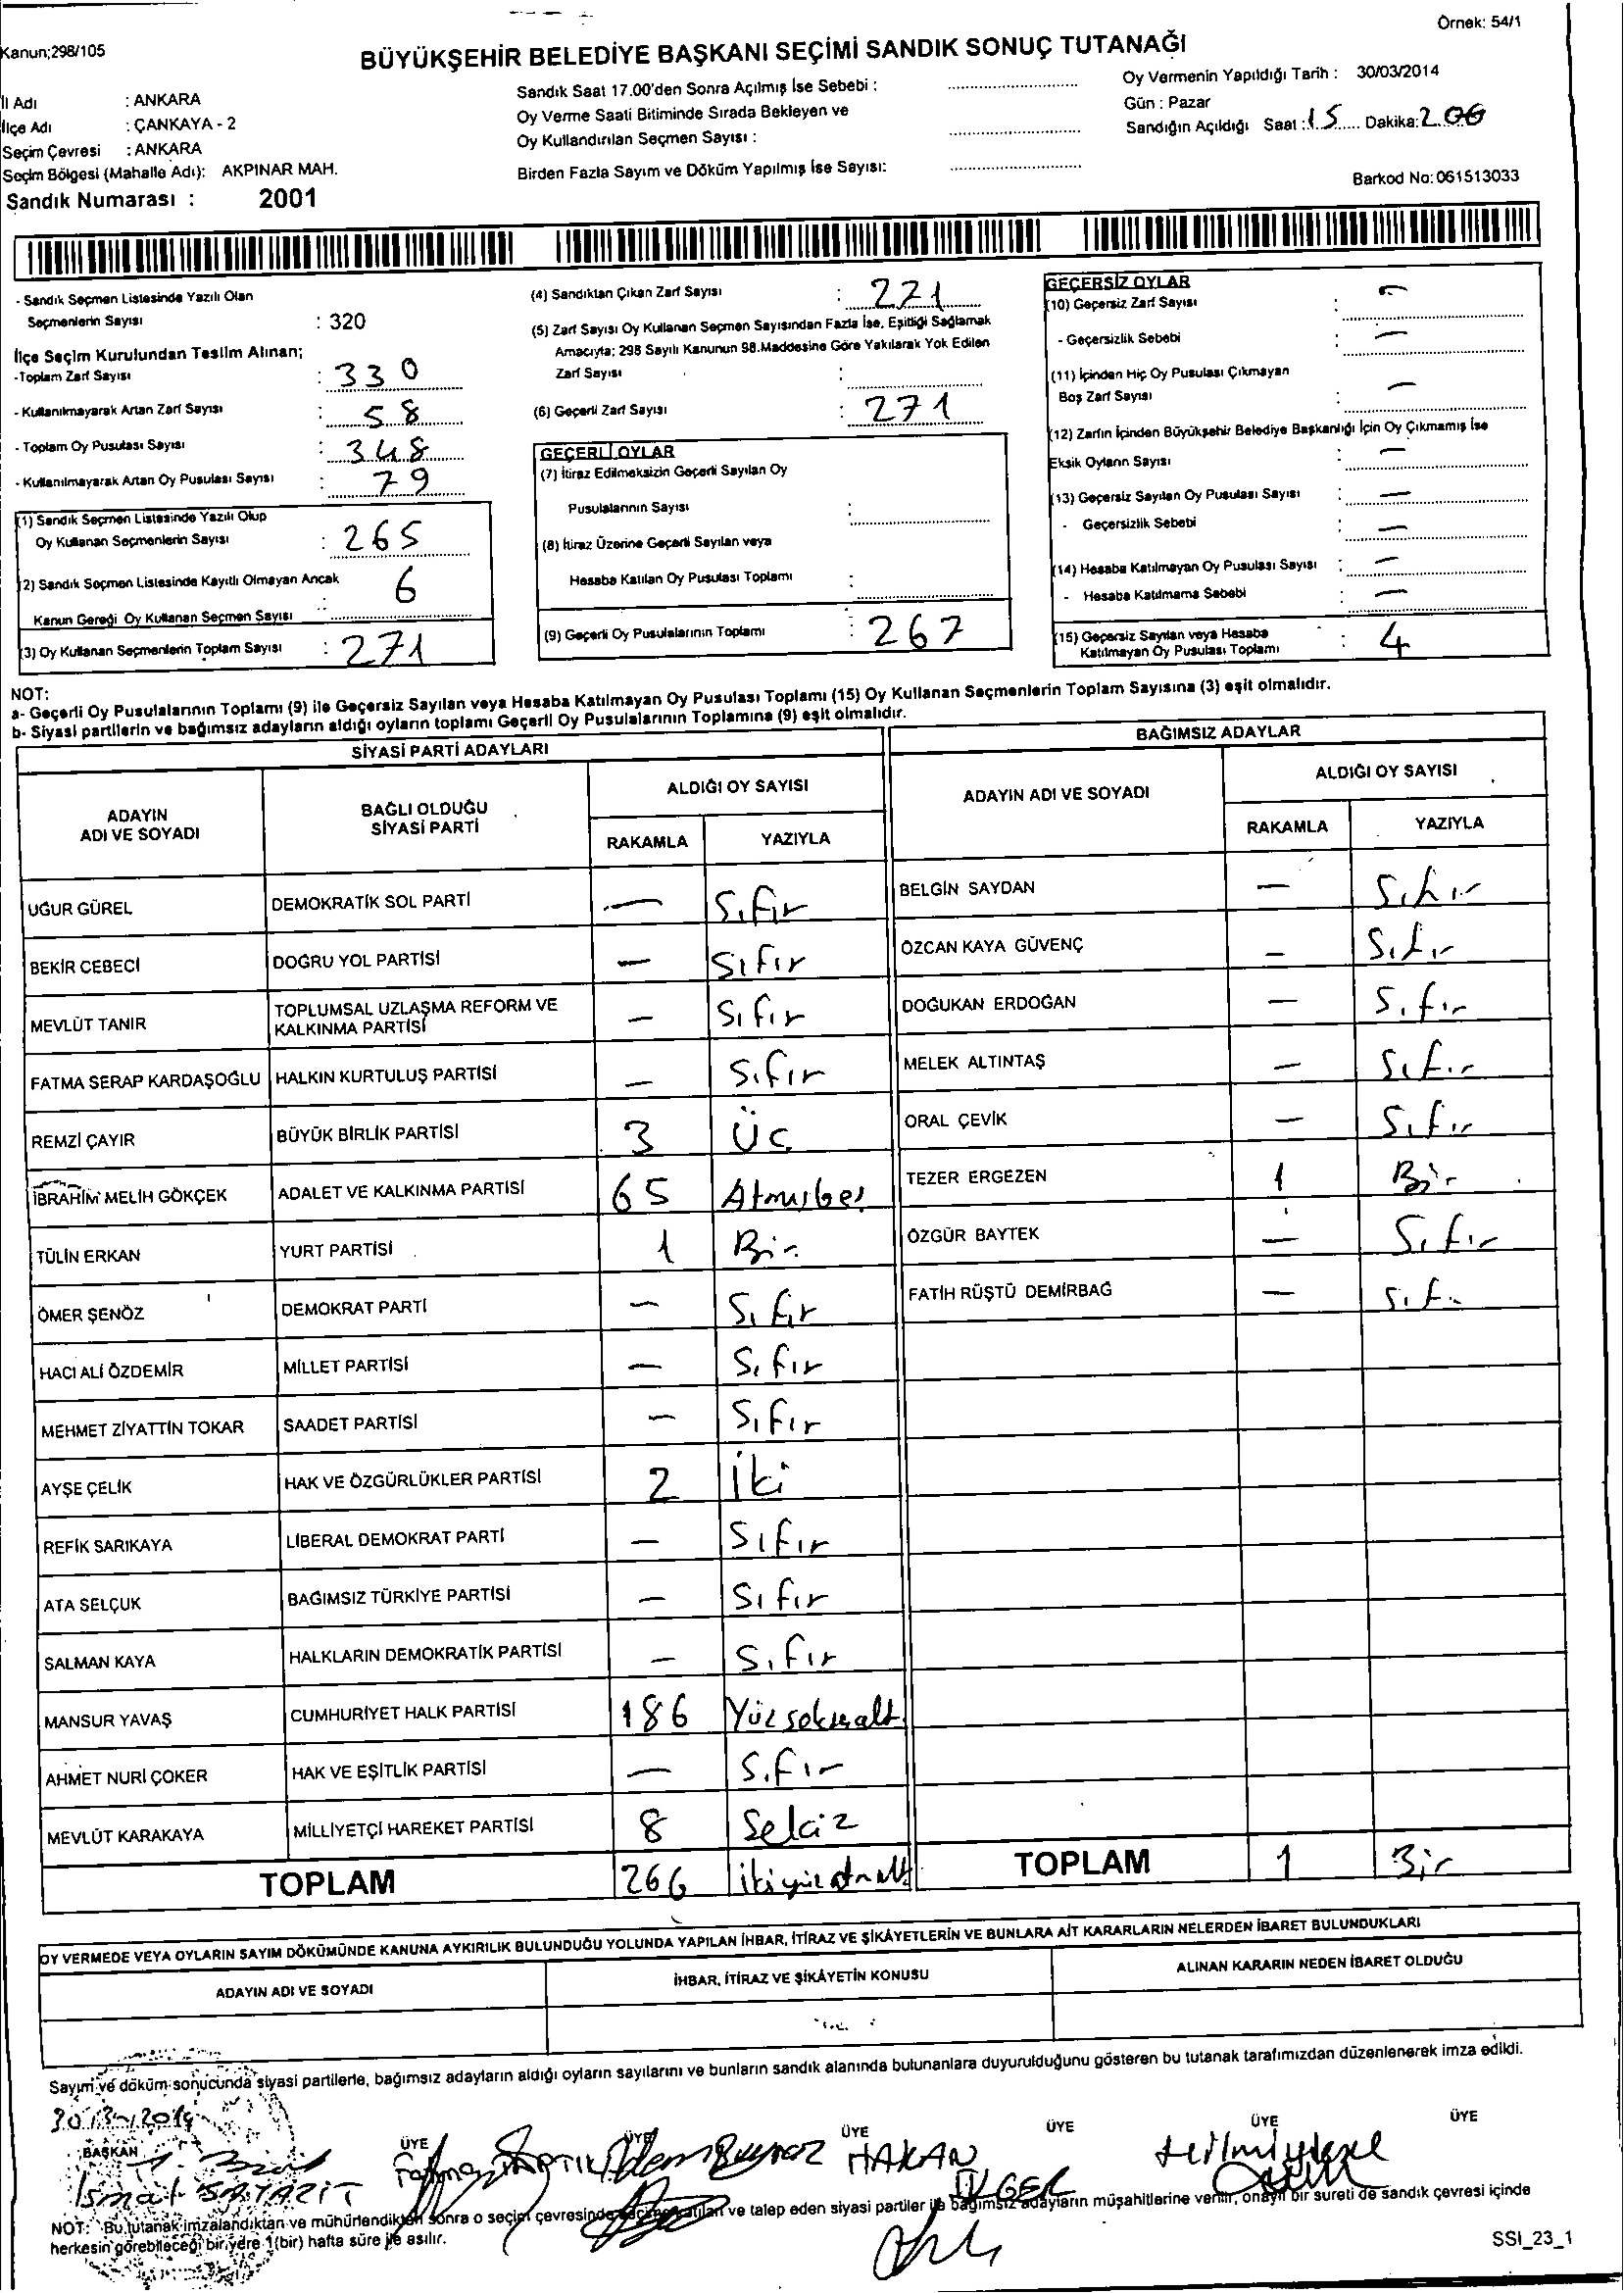 Örnek: 54/1
Kanun;298/105
BÜYÜKŞEHİR BELEDİYE BAŞKANI SEÇİMİ SANDIK SONUÇ TUTANAĞI
İl Adı : ANKARA
İlçe Adı : ÇANKAYA - 2
Seçim Çevresi : ANKARA
Seçim Bölgesi (Mahalle Adı): AKPINAR MAH.
Sandık Numarası : 2001
Sandık Saat 17.00'den Sonra Açılmış İse Sebebi :
Oy Verme Saati Bitiminde Sırada Bekleyen ve
Oy Kullandırılan Seçmen Sayısı :
Birden Fazla Sayım ve Döküm Yapılmış İse Sayısı:
Oy Vermenin Yapıldığı Tarih : 30/03/2014
Gün : Pazar
Sandığın Açıldığı Saat : 15 Dakika:
Barkod No: 061513033
- Sandık Seçmen Listesinde Yazılı Olan
Seçmenlerin Sayısı : 320
İlçe Seçim Kurulundan Teslim Alınan;
-Toplam Zarf Sayısı : 330
- Kullanılmayarak Artan Zarf Sayısı : 58
- Toplam Oy Pusulası Sayısı : 348
- Kullanılmayarak Artan Oy Pusulası Sayısı : 79
(1) Sandık Seçmen Listesinde Yazılı Olup
Oy Kullanan Seçmenlerin Sayısı : 265
(2) Sandık Seçmen Listesinde Kayıtlı Olmayan Ancak
Kanun Gereği Oy Kullanan Seçmen Sayısı : 6
(3) Oy Kullanan Seçmenlerin Toplam Sayısı : 271
(4) Sandıktan Çıkan Zarf Sayısı : 271
(5) Zarf Sayısı Oy Kullanan Seçmen Sayısından Fazla İse, Eşitliği Sağlamak
Amacıyla; 298 Sayılı Kanunun 98.Maddesine Göre Yakılarak Yok Edilen
Zarf Sayısı :
(6) Geçerli Zarf Sayısı : 271
GEÇERLİ OYLAR
(7) İtiraz Edilmeksizin Geçerli Sayılan Oy
Pusulalarının Sayısı :
(8) İtiraz Üzerine Geçerli Sayılan veya
Hesaba Katılan Oy Pusulası Toplamı :
(9) Geçerli Oy Pusulalarının Toplamı : 267
GEÇERSİZ OYLAR
(10) Geçersiz Zarf Sayısı : —
- Geçersizlik Sebebi : —
(11) İçinden Hiç Oy Pusulası Çıkmayan
Boş Zarf Sayısı : —
(12) Zarfın İçinden Büyükşehir Belediye Başkanlığı İçin Oy Çıkmamış İse
Eksik Oyların Sayısı : —
(13) Geçersiz Sayılan Oy Pusulası Sayısı : —
- Geçersizlik Sebebi : —
(14) Hesaba Katılmayan Oy Pusulası Sayısı : —
- Hesaba Katılmama Sebebi : —
(15) Geçersiz Sayılan veya Hesaba
Katılmayan Oy Pusulası Toplamı : 4
NOT:
a- Geçerli Oy Pusulalarının Toplamı (9) ile Geçersiz Sayılan veya Hesaba Katılmayan Oy Pusulası Toplamı (15) Oy Kullanan Seçmenlerin Toplam Sayısına (3) eşit olmalıdır.
b- Siyasi partilerin ve bağımsız adayların aldığı oyların toplamı Geçerli Oy Pusulalarının Toplamına (9) eşit olmalıdır.
SİYASİ PARTİ ADAYLARI
ADAYIN ADI VE SOYADI BAĞLI OLDUĞU SİYASİ PARTİ ALDIĞI OY SAYISI
RAKAMLA YAZIYLA
UĞUR GÜREL DEMOKRATİK SOL PARTİ — Sıfır
BEKİR CEBECİ DOĞRU YOL PARTİSİ — Sıfır
MEVLÜT TANIR TOPLUMSAL UZLAŞMA REFORM VE KALKINMA PARTİSİ — Sıfır
FATMA SERAP KARDAŞOĞLU HALKIN KURTULUŞ PARTİSİ — Sıfır
REMZİ ÇAYIR BÜYÜK BİRLİK PARTİSİ 3 Üç
İBRAHİM MELİH GÖKÇEK ADALET VE KALKINMA PARTİSİ 65 Atmışbeş
TÜLİN ERKAN YURT PARTİSİ 1 Bir
ÖMER ŞENÖZ DEMOKRAT PARTİ — Sıfır
HACI ALİ ÖZDEMİR MİLLET PARTİSİ — Sıfır
MEHMET ZİYATTİN TOKAR SAADET PARTİSİ — Sıfır
AYŞE ÇELİK HAK VE ÖZGÜRLÜKLER PARTİSİ 2 İki
REFİK SARIKAYA LİBERAL DEMOKRAT PARTİ — Sıfır
ATA SELÇUK BAĞIMSIZ TÜRKİYE PARTİSİ — Sıfır
SALMAN KAYA HALKLARIN DEMOKRATİK PARTİSİ — Sıfır
MANSUR YAVAŞ CUMHURİYET HALK PARTİSİ 186 Yüzseksenaltı
AHMET NURİ ÇOKER HAK VE EŞİTLİK PARTİSİ — Sıfır
MEVLÜT KARAKAYA MİLLİYETÇİ HAREKET PARTİSİ 8 Sekiz
TOPLAM 266 İkiyüzatmaltı
BAĞIMSIZ ADAYLAR
ADAYIN ADI VE SOYADI ALDIĞI OY SAYISI
RAKAMLA YAZIYLA
BELGİN SAYDAN — Sıfır
ÖZCAN KAYA GÜVENÇ — Sıfır
DOĞUKAN ERDOĞAN — Sıfır
MELEK ALTINTAŞ — Sıfır
ORAL ÇEVİK — Sıfır
TEZER ERGEZEN 1 Bir
ÖZGÜR BAYTEK — Sıfır
FATİH RÜŞTÜ DEMİRBAĞ — Sıfır
TOPLAM 1 Bir
OY VERMEDE VEYA OYLARIN SAYIM DÖKÜMÜNDE KANUNA AYKIRILIK BULUNDUĞU YOLUNDA YAPILAN İHBAR, İTİRAZ VE ŞİKÂYETLERİN VE BUNLARA AİT KARARLARIN NELERDEN İBARET BULUNDUKLARI
ADAYIN ADI VE SOYADI İHBAR, İTİRAZ VE ŞİKÂYETİN KONUSU ALINAN KARARIN NEDEN İBARET OLDUĞU
Sayım ve döküm sonucunda siyasi partilerle, bağımsız adayların aldığı oyların sayılarını ve bunların sandık alanında bulunanlara duyurulduğunu gösteren bu tutanak tarafımızdan düzenlenerek imza edildi.
30/3/2014
BAŞKAN ÜYE ÜYE ÜYE ÜYE ÜYE ÜYE
HAKAN
ÜLGER
NOT: Bu tutanak imzalandıktan ve mühürlendikten sonra o seçim çevresinde seçime katılan ve talep eden siyasi partiler ile bağımsız adayların müşahitlerine verilir, onaylı bir sureti de sandık çevresi içinde
herkesin görebileceği bir yere 1(bir) hafta süre ile asılır.
SSI_23_1